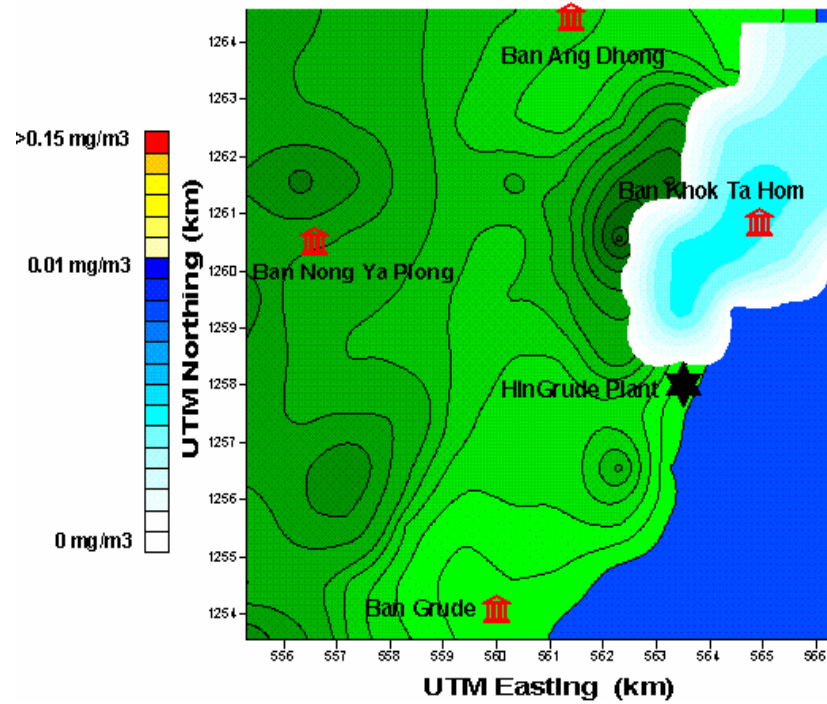 1264
Ban Ang Dhong
1263
>0.15 mg/m3
1262
Ban Khok Ta Hom
1261
0.01 mg/m3
1260
Ban Nong Ya Plong
UTM Northing (km)
1259
1258
HinGrude Plant
1257
1256
0 mg/m3
1255
1254
Ban Grude
556 557 558 559 560 561 562 563 564 565 566
UTM Easting (km)